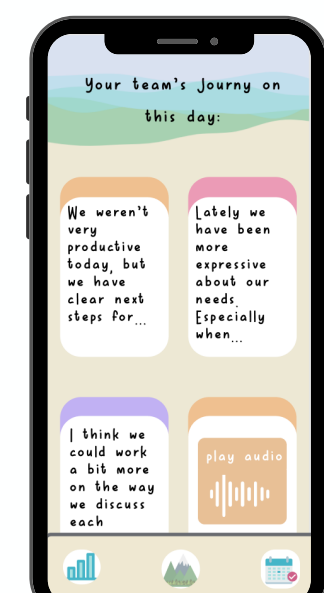 Your team's Journy on
this day:
We weren't
very
productive
today, but
we have
clear next
steps for...
Lately we
have been
more
expressive
about our
needs.
Especially
when...
I think we
could work
a bit more
on the way
we discuss
each
play audio